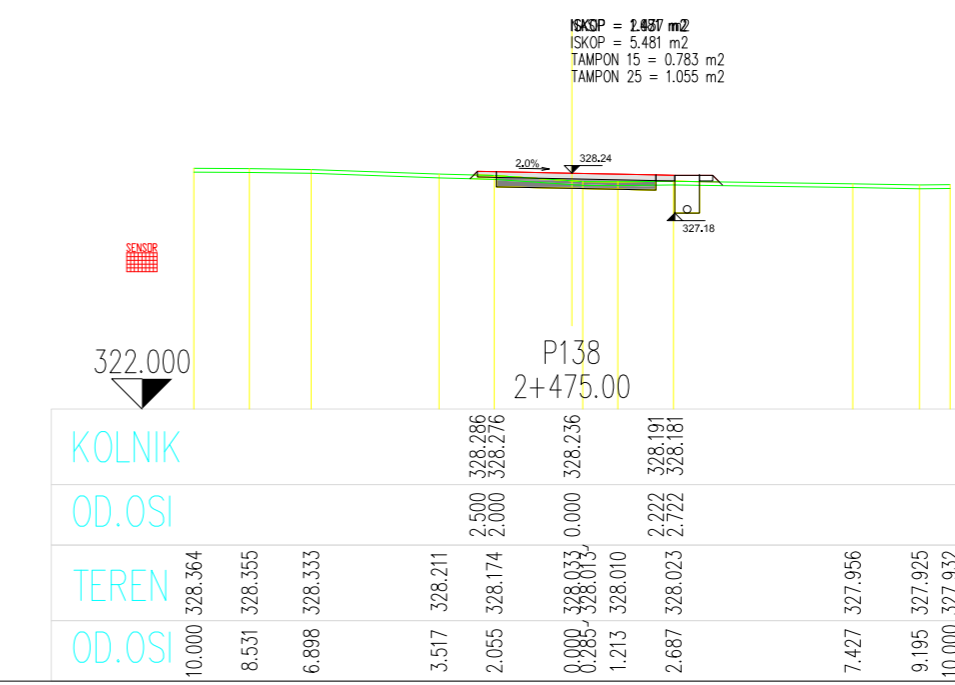 ISKOP = 5.481 m2
TAMPON 15 = 0.783 m2
TAMPON 25 = 1.055 m2
2.0%
328.24
327.18
SENSOR
322.000
P138
2+475.00
KOLNIK 328.286 328.276 328.236 328.191 328.181
OD.OSI 2.500 2.000 0.000 2.222 2.722
TEREN 328.364 328.355 328.333 328.211 328.174 328.033 328.013 328.010 328.023 327.956 327.925 327.932
OD.OSI 10.000 8.531 6.898 3.517 2.055 0.000 0.285 1.213 2.687 7.427 9.195 10.000